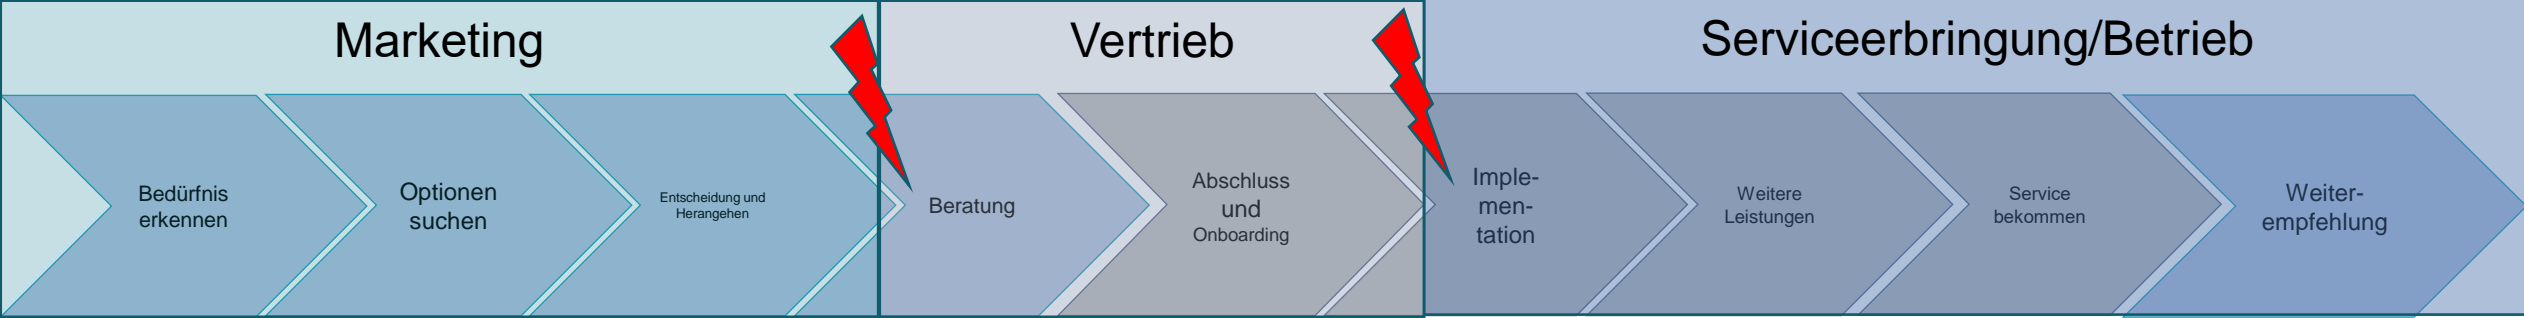 Marketing
Vertrieb
Serviceerbringung/Betrieb
Bedürfnis
erkennen
Optionen
suchen
Entscheidung und
Herangehen
Beratung
Abschluss
und
Onboarding
Imple-
men-
tation
Weitere
Leistungen
Service
bekommen
Weiter-
empfehlung